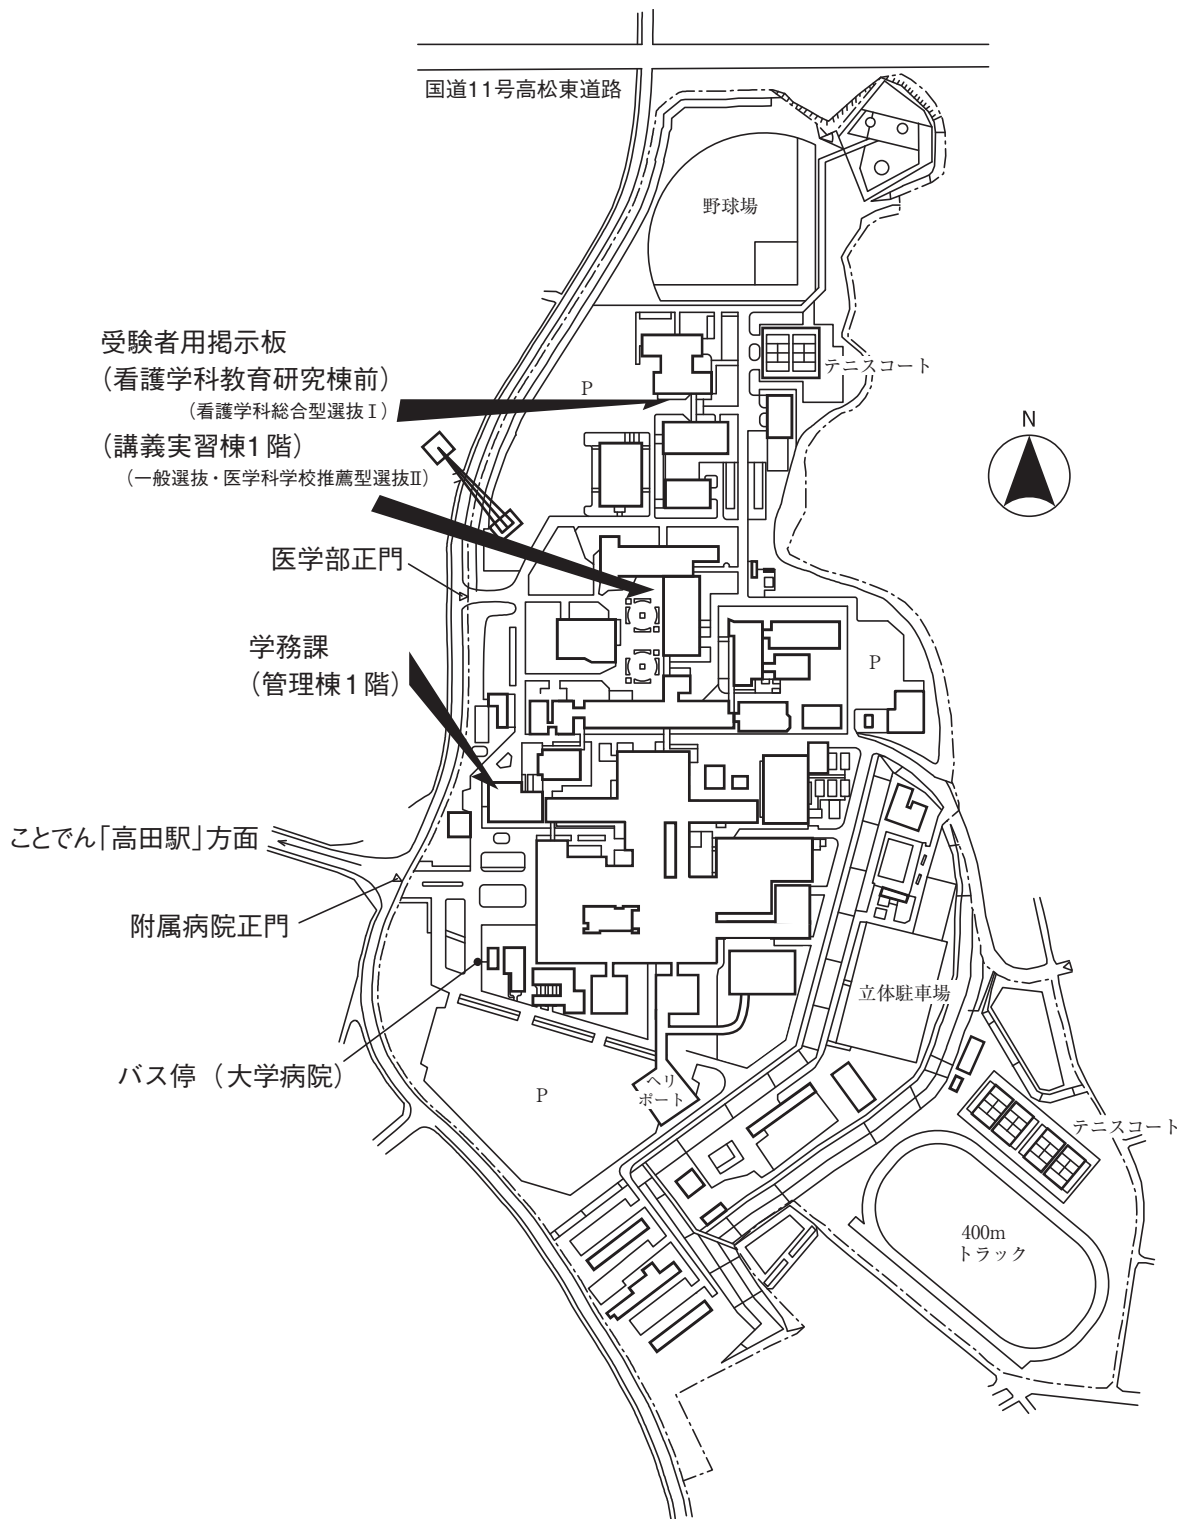 国道11号高松東道路
野球場
受験者用掲示板
（看護学科教育研究棟前）
（看護学科総合型選抜Ⅰ）
（講義実習棟1階）
（一般選抜・医学科学校推薦型選抜Ⅱ）
テニスコート
P
N
医学部正門
学務課
（管理棟1階）
P
ことでん「高田駅」方面
附属病院正門
立体駐車場
バス停（大学病院）
P
ヘリ
ポート
テニスコート
400m
トラック